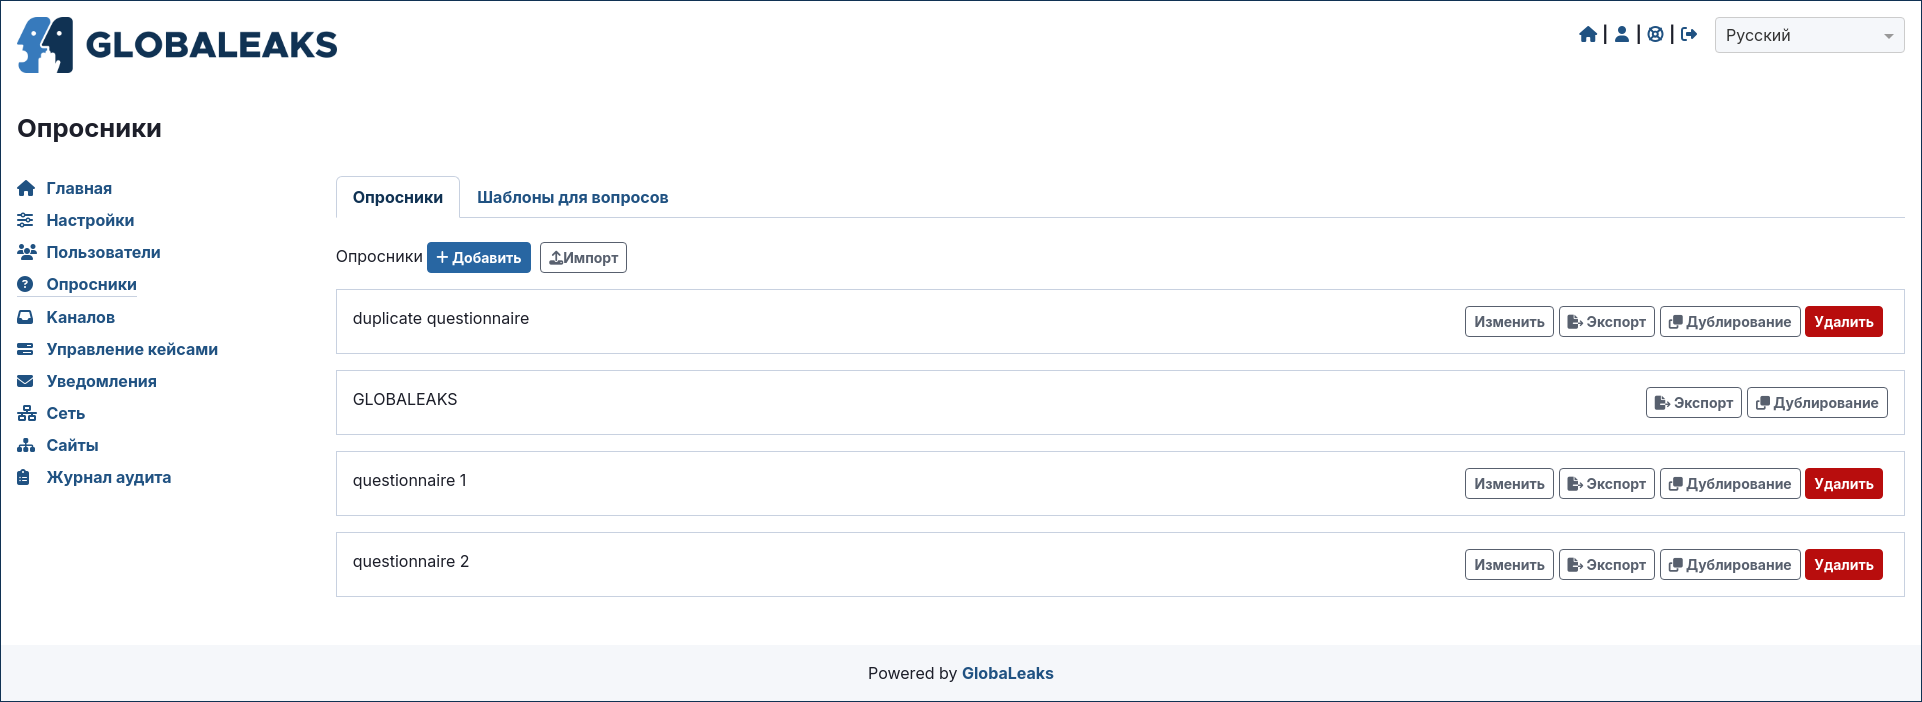 GLOBALEAKS
Русский
Опросники
Главная
Настройки
Пользователи
Опросники
Каналов
Управление кейсами
Уведомления
Сеть
Сайты
Журнал аудита
Опросники Шаблоны для вопросов
Опросники Добавить Импорт
duplicate questionnaire Изменить Экспорт Дублирование Удалить
GLOBALEAKS Экспорт Дублирование
questionnaire 1 Изменить Экспорт Дублирование Удалить
questionnaire 2 Изменить Экспорт Дублирование Удалить
Powered by GlobaLeaks